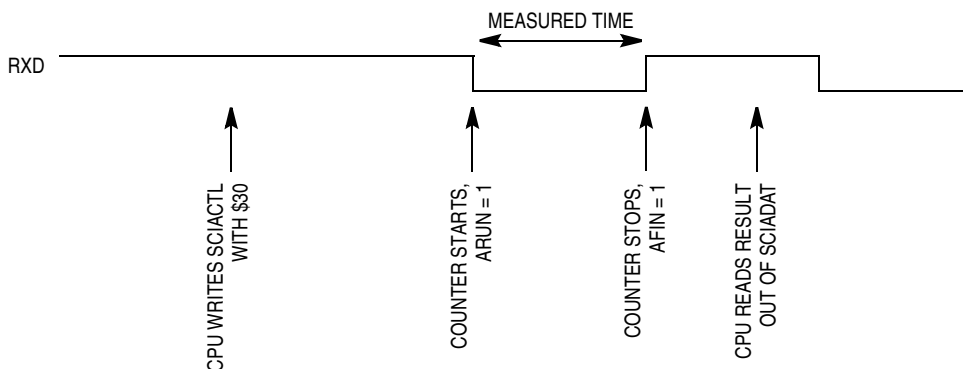 MEASURED TIME
RXD
CPU WRITES SCIACTL
WITH $30
COUNTER STARTS,
ARUN = 1
COUNTER STOPS,
AFIN = 1
CPU READS RESULT
OUT OF SCIADAT